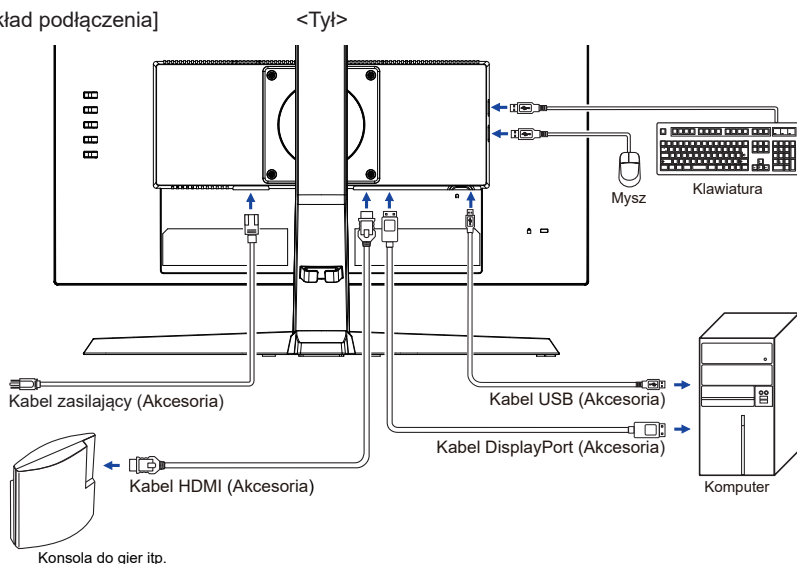 kład podłączenia]
<Tył>
Mysz
Klawiatura
Kabel zasilający (Akcesoria)
Kabel USB (Akcesoria)
Kabel DisplayPort (Akcesoria)
Kabel HDMI (Akcesoria)
Komputer
Konsola do gier itp.